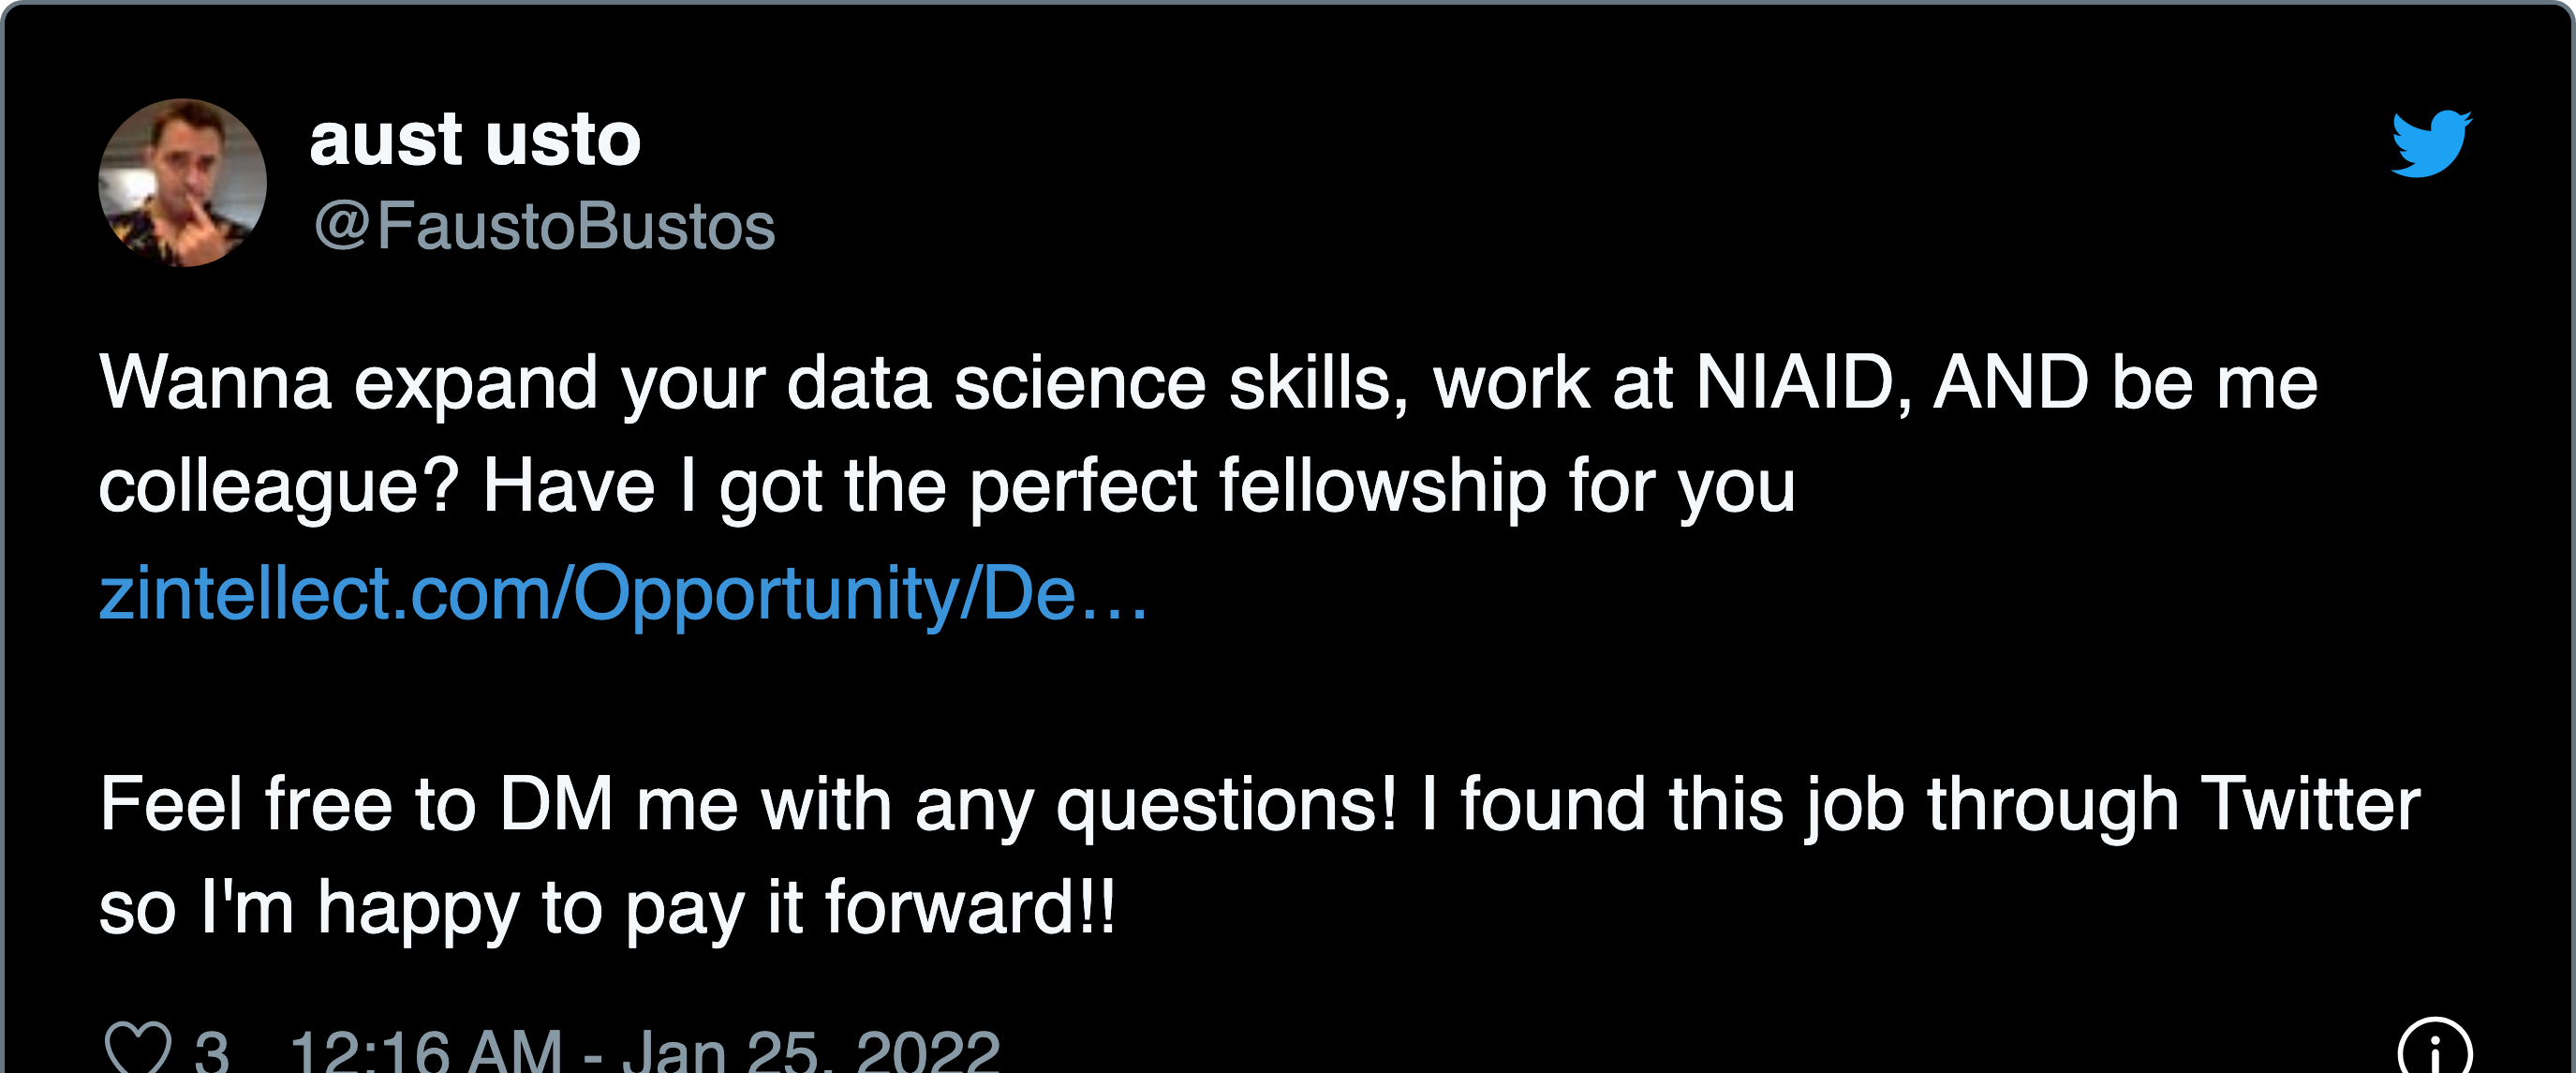 aust usto
@FaustoBustos
Wanna expand your data science skills, work at NIAID, AND be me
colleague? Have I got the perfect fellowship for you
zintellect.com/Opportunity/De…
Feel free to DM me with any questions! I found this job through Twitter
so I'm happy to pay it forward!!
3 12:16 AM - Jan 25, 2022